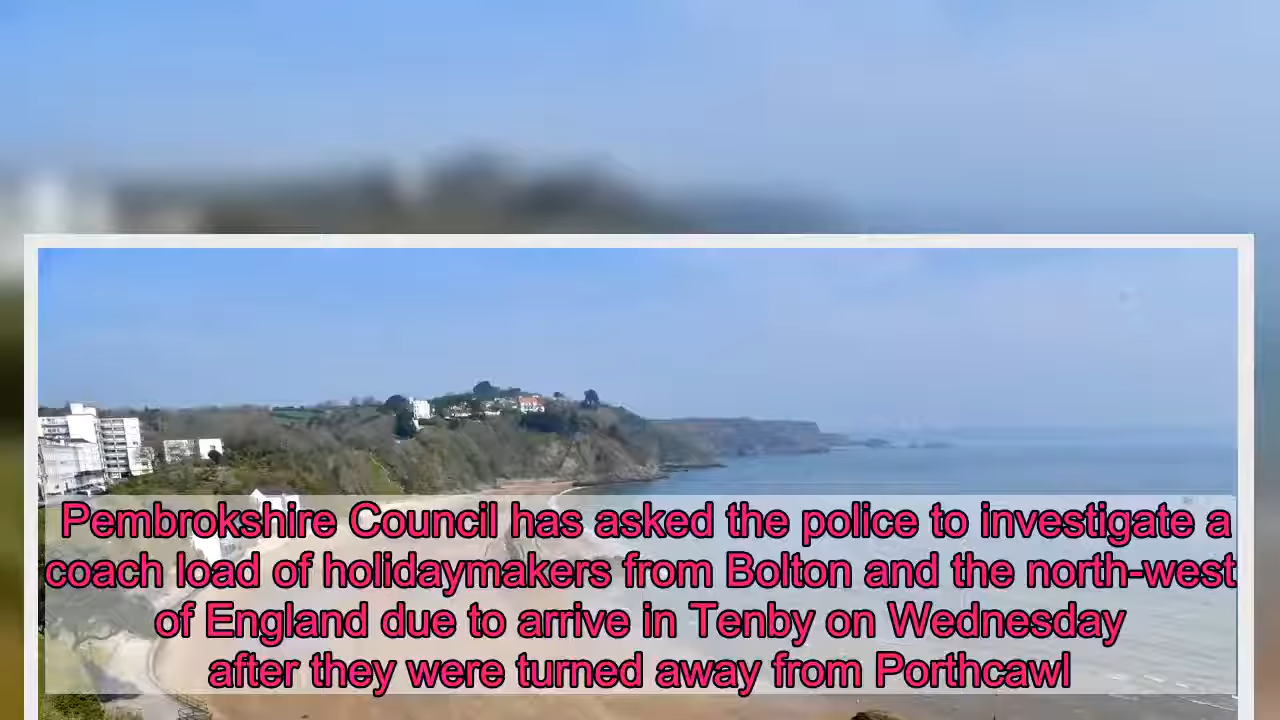 Pembrokshire Council has asked the police to investigate a
coach load of holidaymakers from Bolton and the north-west
of England due to arrive in Tenby on Wednesday
after they were turned away from Porthcawl